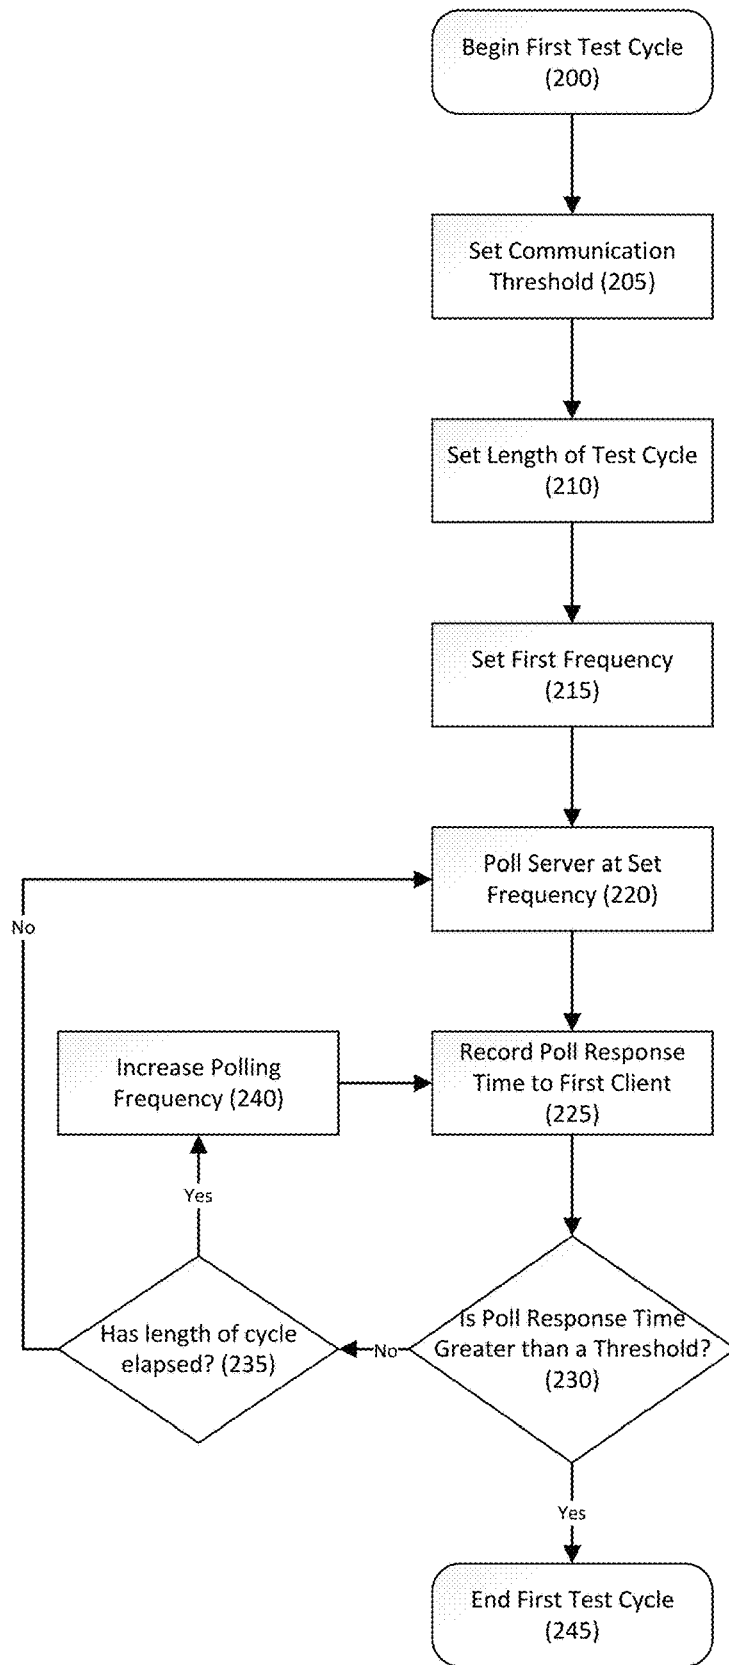 Begin First Test Cycle
(200)
Set Communication
Threshold (205)
Set Length of Test Cycle
(210)
Set First Frequency
(215)
Poll Server at Set
Frequency (220)
No
Increase Polling
Frequency (240)
Record Poll Response
Time to First Client
(225)
Yes
Has length of cycle
elapsed? (235)
No
Is Poll Response Time
Greater than a Threshold?
(230)
Yes
End First Test Cycle
(245)